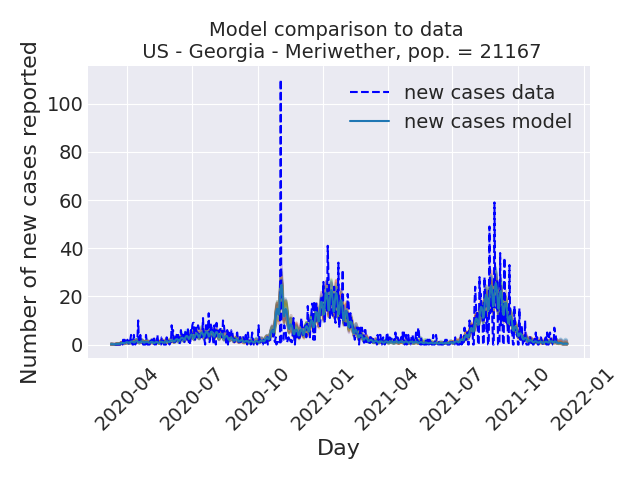 Model comparison to data
US - Georgia - Meriwether, pop. = 21167
Number of new cases reported
100
80
60
40
20
0
new cases data
new cases model
2020-04
2020-07
2020-10
2021-01
2021-04
2021-07
2021-10
2022-01
Day